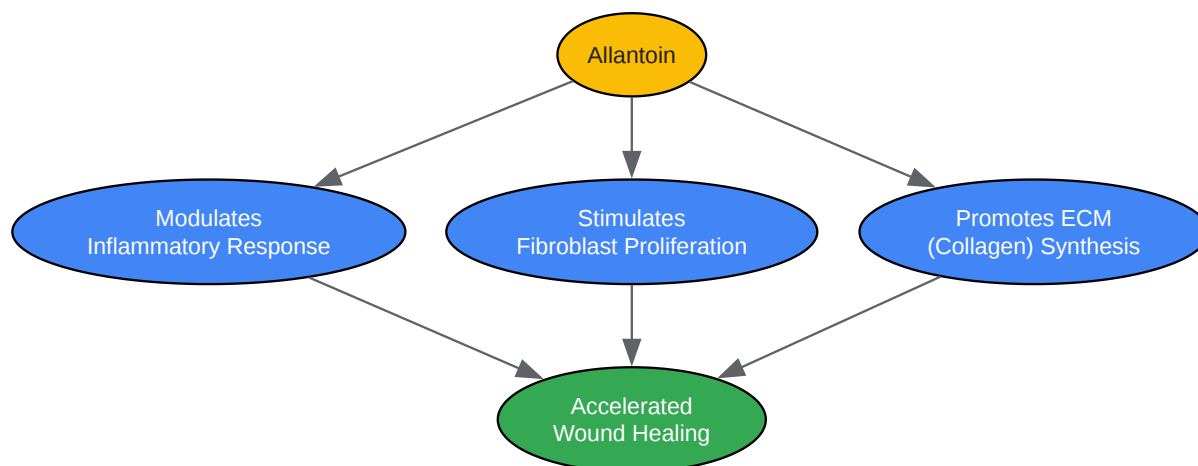 Allantoin
Modulates
Inflammatory Response
Stimulates
Fibroblast Proliferation
Promotes ECM
(Collagen) Synthesis
Accelerated
Wound Healing